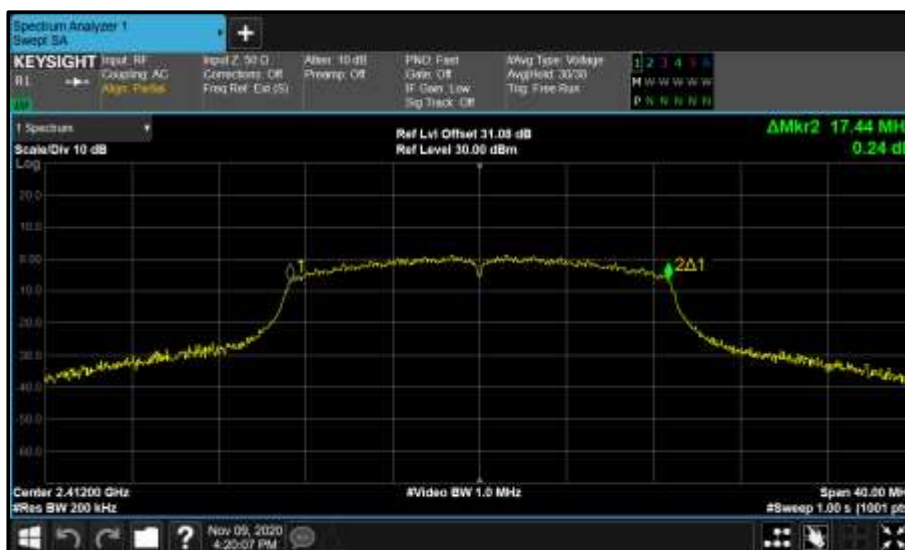 Spectrum Analyzer 1
Swept SA
+
KEYSIGHT
R L
Input: RF
Coupling: AC
Align: Partial
Input Z: 50 Ω
Corrections: Off
Freq Ref: Ext (S)
Atten: 10 dB
Preamp: Off
PNO: Fast
Gate: Off
IF Gain: Low
Sig Track: Off
Avg Type: Voltage
Avg|Hold: 30/30
Trig: Free Run
1 2 3 4 5 6
M W W W W W
P N N N N N
1 Spectrum
Scale/Div 10 dB
Log
Ref Lvl Offset 31.08 dB
Ref Level 30.00 dBm
ΔMkr2 17.44 MH
0.24 d
20.0
10.0
0.00
-10.0
-20.0
-30.0
-40.0
-50.0
-60.0
1
2Δ1
Center 2.41200 GHz
#Res BW 200 kHz
#Video BW 1.0 MHz
Span 40.00 MH
#Sweep 1.00 s (1001 pts
?
Nov 09, 2020
4:20:07 PM